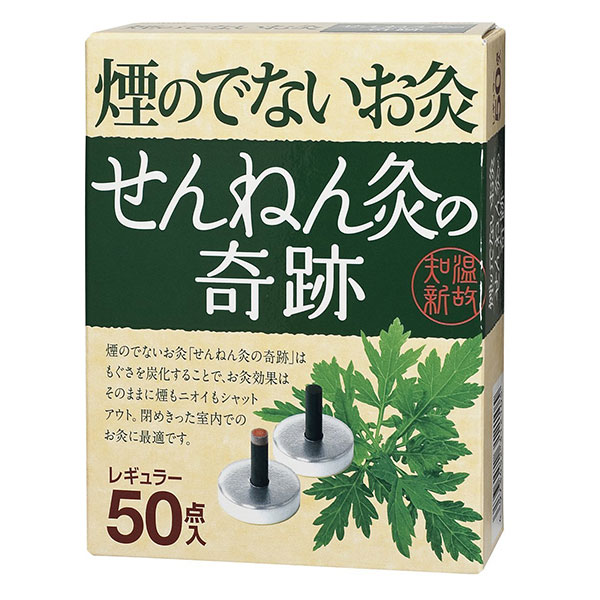 煙のでないお灸
せんねん灸の
奇跡
温故
知新
煙のでないお灸「せんねん灸の奇跡」は
もぐさを炭化することで、お灸効果は
そのままに煙もニオイもシャット
アウト。閉めきった室内での
お灸に最適です。
レギュラー
50点入